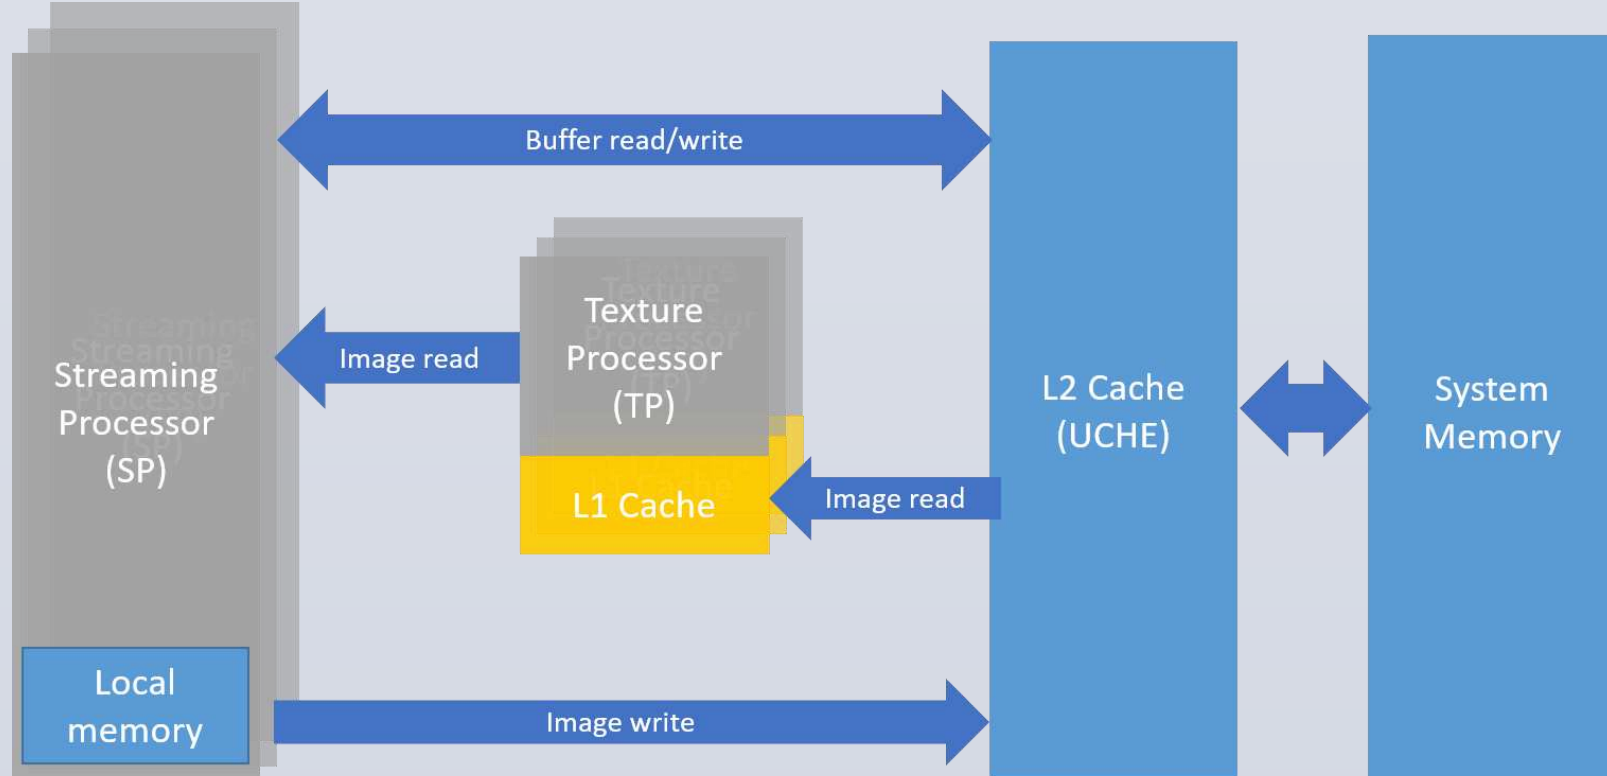 Buffer read/write
Streaming
Processor
(SP)
Image read
Texture
Processor
(TP)
L1 Cache
Image read
L2 Cache
(UCHE)
System
Memory
Local
memory
Image write